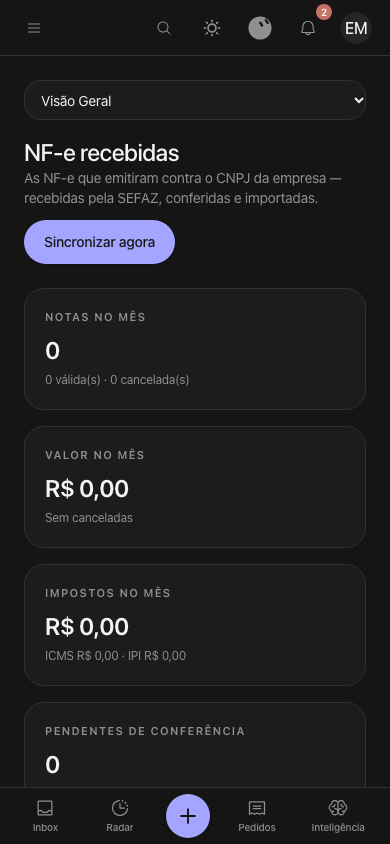 2
EM
Visão Geral
NF-e recebidas
As NF-e que emitiram contra o CNPJ da empresa —
recebidas pela SEFAZ, conferidas e importadas.
Sincronizar agora
NOTAS NO MÊS
0
0 válida(s) · 0 cancelada(s)
VALOR NO MÊS
R$ 0,00
Sem canceladas
IMPOSTOS NO MÊS
R$ 0,00
ICMS R$ 0,00 · IPI R$ 0,00
PENDENTES DE CONFERÊNCIA
0
Inbox
Radar
Pedidos
Inteligência